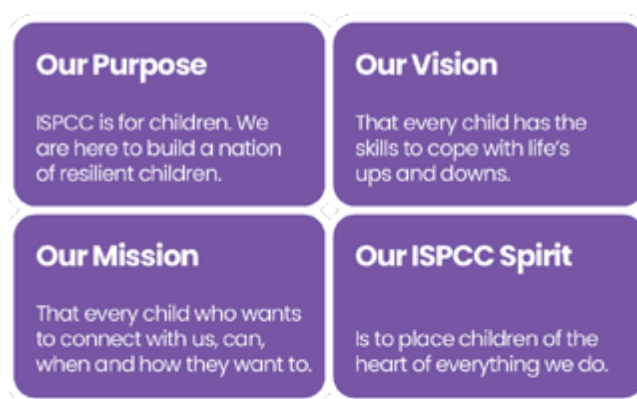 Our Purpose
ISPCC is for children. We
are here to build a nation
of resilient children.
Our Vision
That every child has the
skills to cope with life's
ups and downs.
Our Mission
That every child who wants
to connect with us, can,
when and how they want to.
Our ISPCC Spirit
Is to place children of the
heart of everything we do.